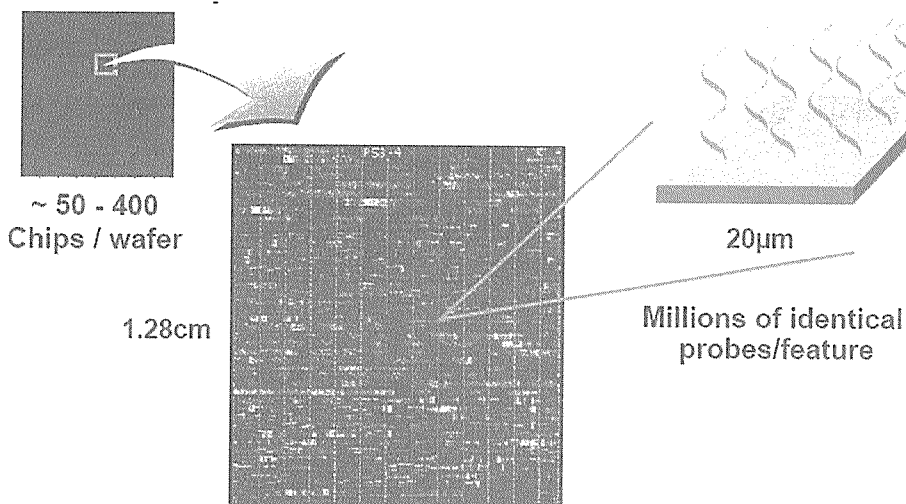 ~ 50 - 400
Chips / wafer
1.28cm
20µm
Millions of identical
probes/feature